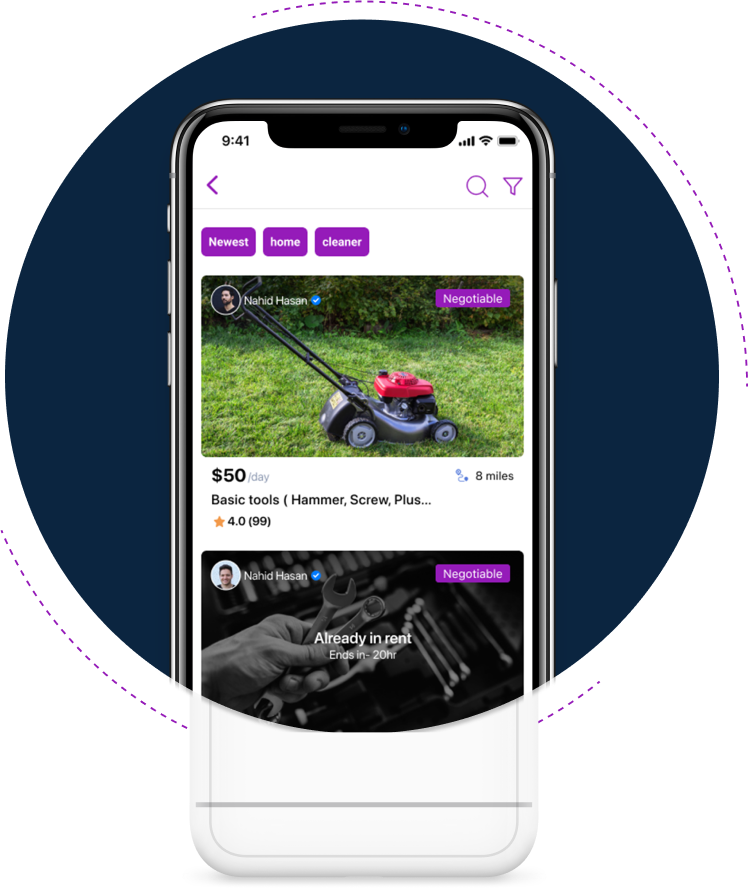 9:41
Newest home cleaner
Nahid Hasan Negotiable
$50/day 8 miles
Basic tools ( Hammer, Screw, Plus...
4.0 (99)
Nahid Hasan Negotiable
Already in rent
Ends in- 20hr